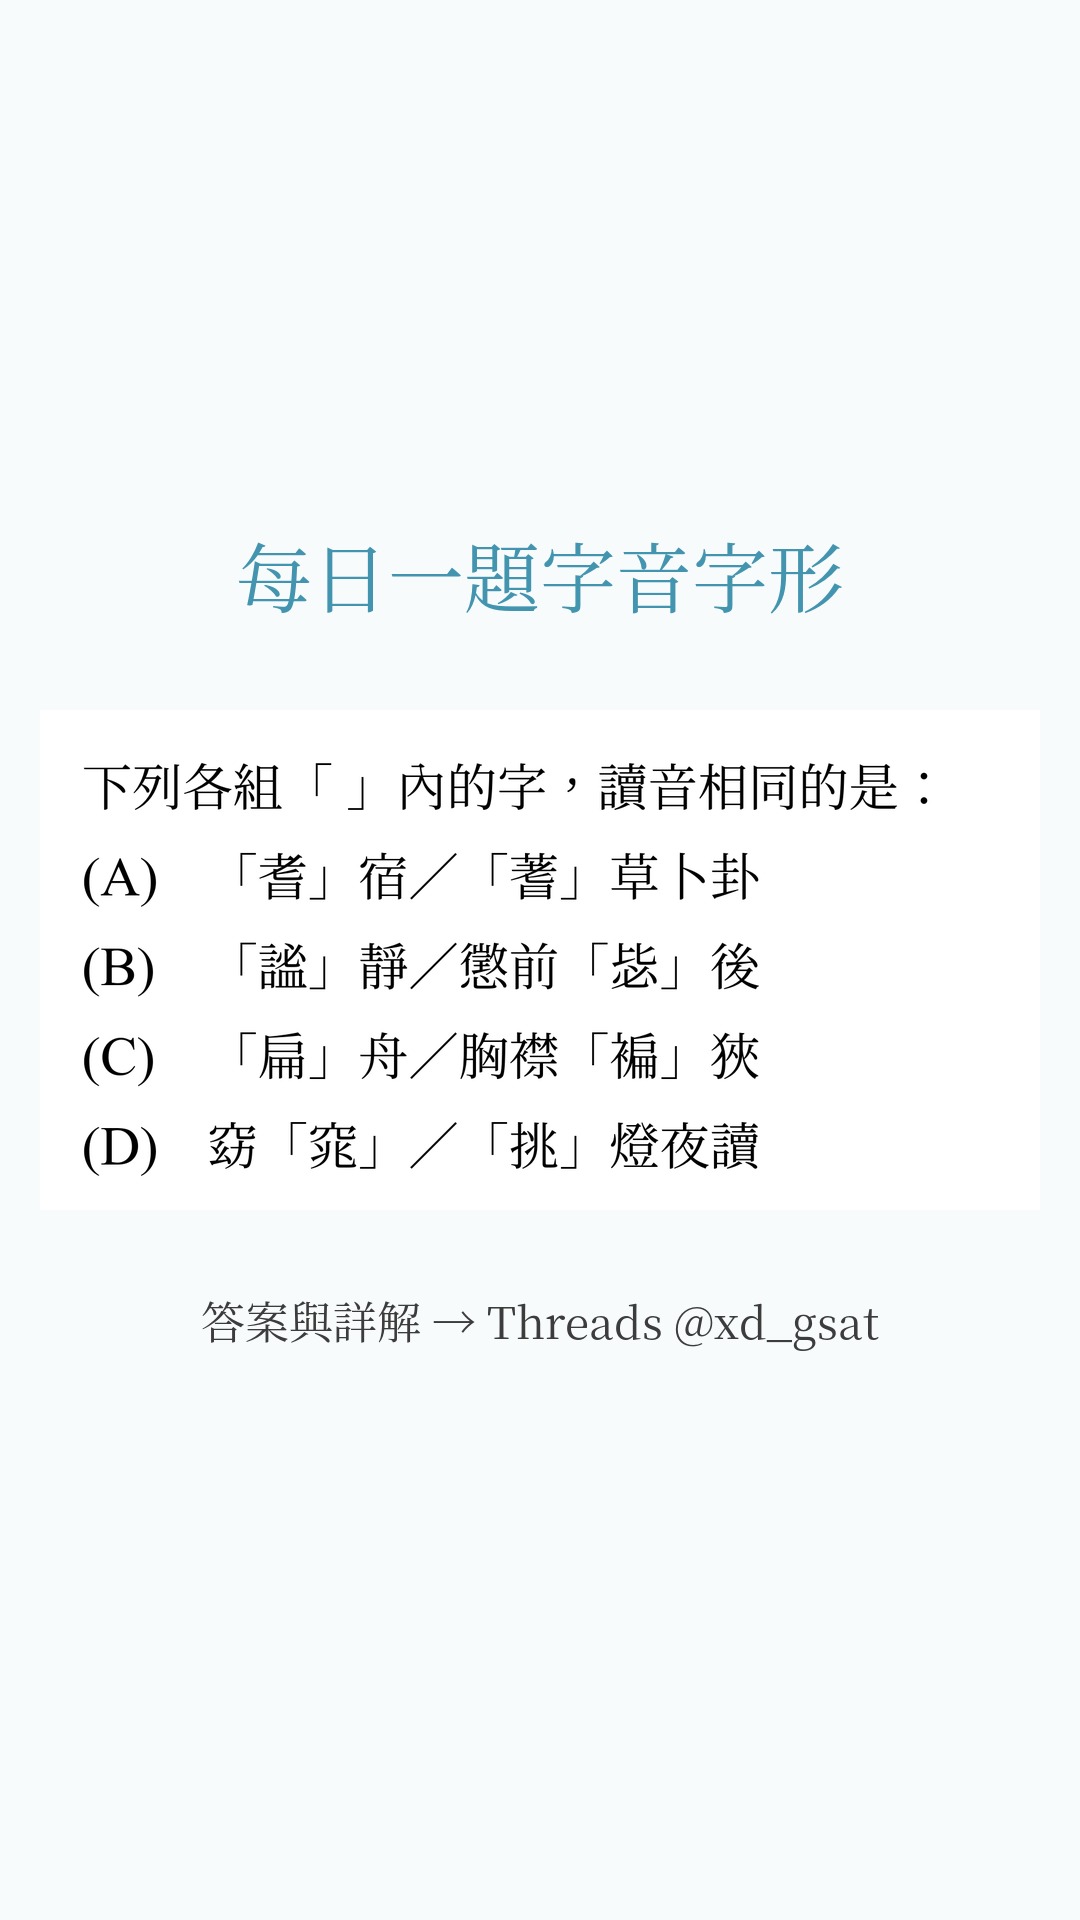 每日一題字音字形
下列各組「 」內的字，讀音相同的是：
(A) 「耆」宿／「蓍」草卜卦
(B) 「謐」靜／懲前「毖」後
(C) 「扁」舟／胸襟「褊」狹
(D) 窈「窕」／「挑」燈夜讀
答案與詳解 → Threads @xd_gsat